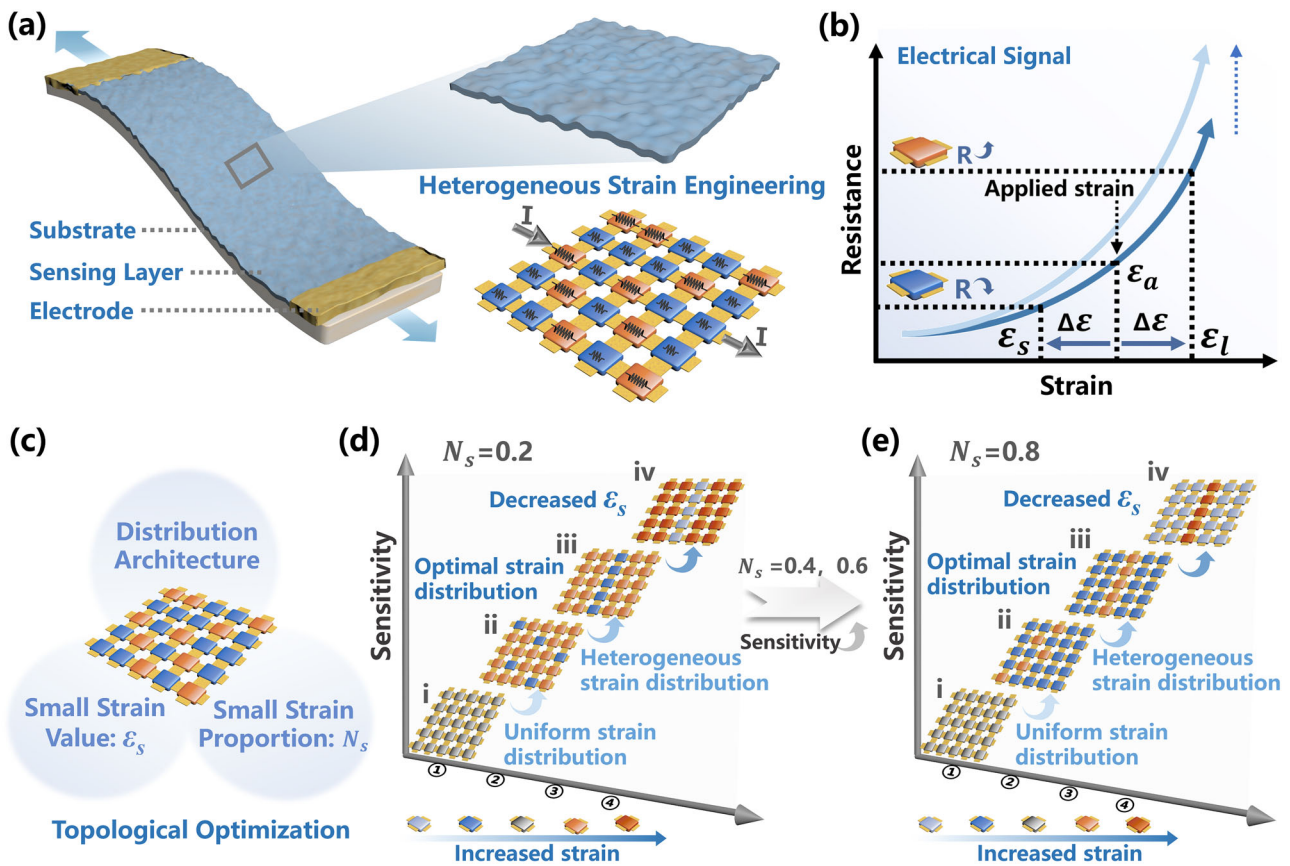 (a)
Substrate
Sensing Layer
Electrode
Heterogeneous Strain Engineering
I
I
(b)
Electrical Signal
Resistance
R
Applied strain
R
εₐ
εₛ
Δε
Δε
εₗ
Strain
(c)
Distribution
Architecture
Small Strain
Value: εₛ
Small Strain
Proportion: Nₛ
Topological Optimization
(d)
Nₛ=0.2
Sensitivity
iv
Decreased εₛ
iii
Optimal strain
distribution
ii
Heterogeneous
strain distribution
i
Uniform strain
distribution
①
②
③
④
Increased strain
Nₛ=0.4, 0.6
Sensitivity
(e)
Nₛ=0.8
Sensitivity
iv
Decreased εₛ
iii
Optimal strain
distribution
ii
Heterogeneous
strain distribution
i
Uniform strain
distribution
①
②
③
④
Increased strain